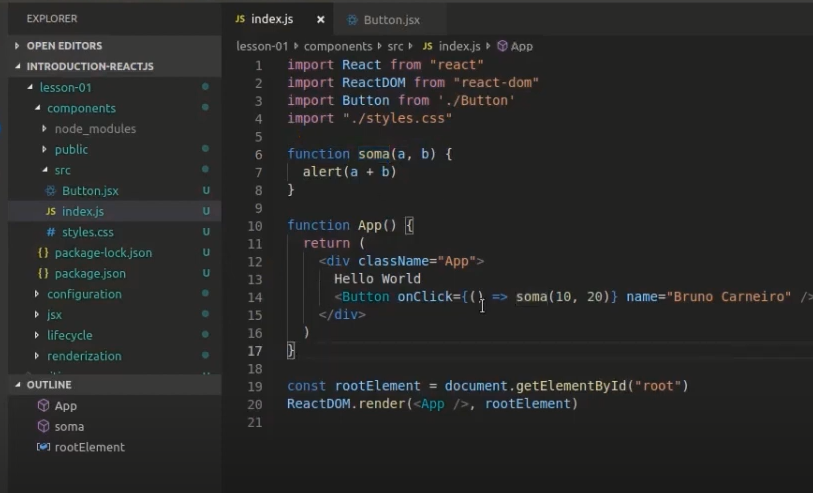 EXPLORER
OPEN EDITORS
INTRODUCTION-REACTJS
lesson-01
components
node_modules
public
src
Button.jsx U
JS index.js U
# styles.css U
{} package-lock.json U
{} package.json U
configuration
jsx
lifecycle
renderization
OUTLINE
App
soma
rootElement
JS index.js × Button.jsx
lesson-01 components src JS index.js App
1 import React from "react"
2 import ReactDOM from "react-dom"
3 import Button from './Button'
4 import "./styles.css"
5
6 function soma(a, b) {
7 alert(a + b)
8 }
9
10 function App() {
11 return (
12 <div className="App">
13 Hello World
14 <Button onClick={() => soma(10, 20)} name="Bruno Carneiro" />
15 </div>
16 )
17 }
18
19 const rootElement = document.getElementById("root")
20 ReactDOM.render(<App />, rootElement)
21